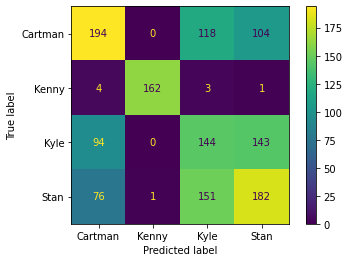 Cartman 194 0 118 104
Kenny 4 162 3 1
Kyle 94 0 144 143
Stan 76 1 151 182
Cartman Kenny Kyle Stan
Predicted label
True label
175
150
125
100
75
50
25
0